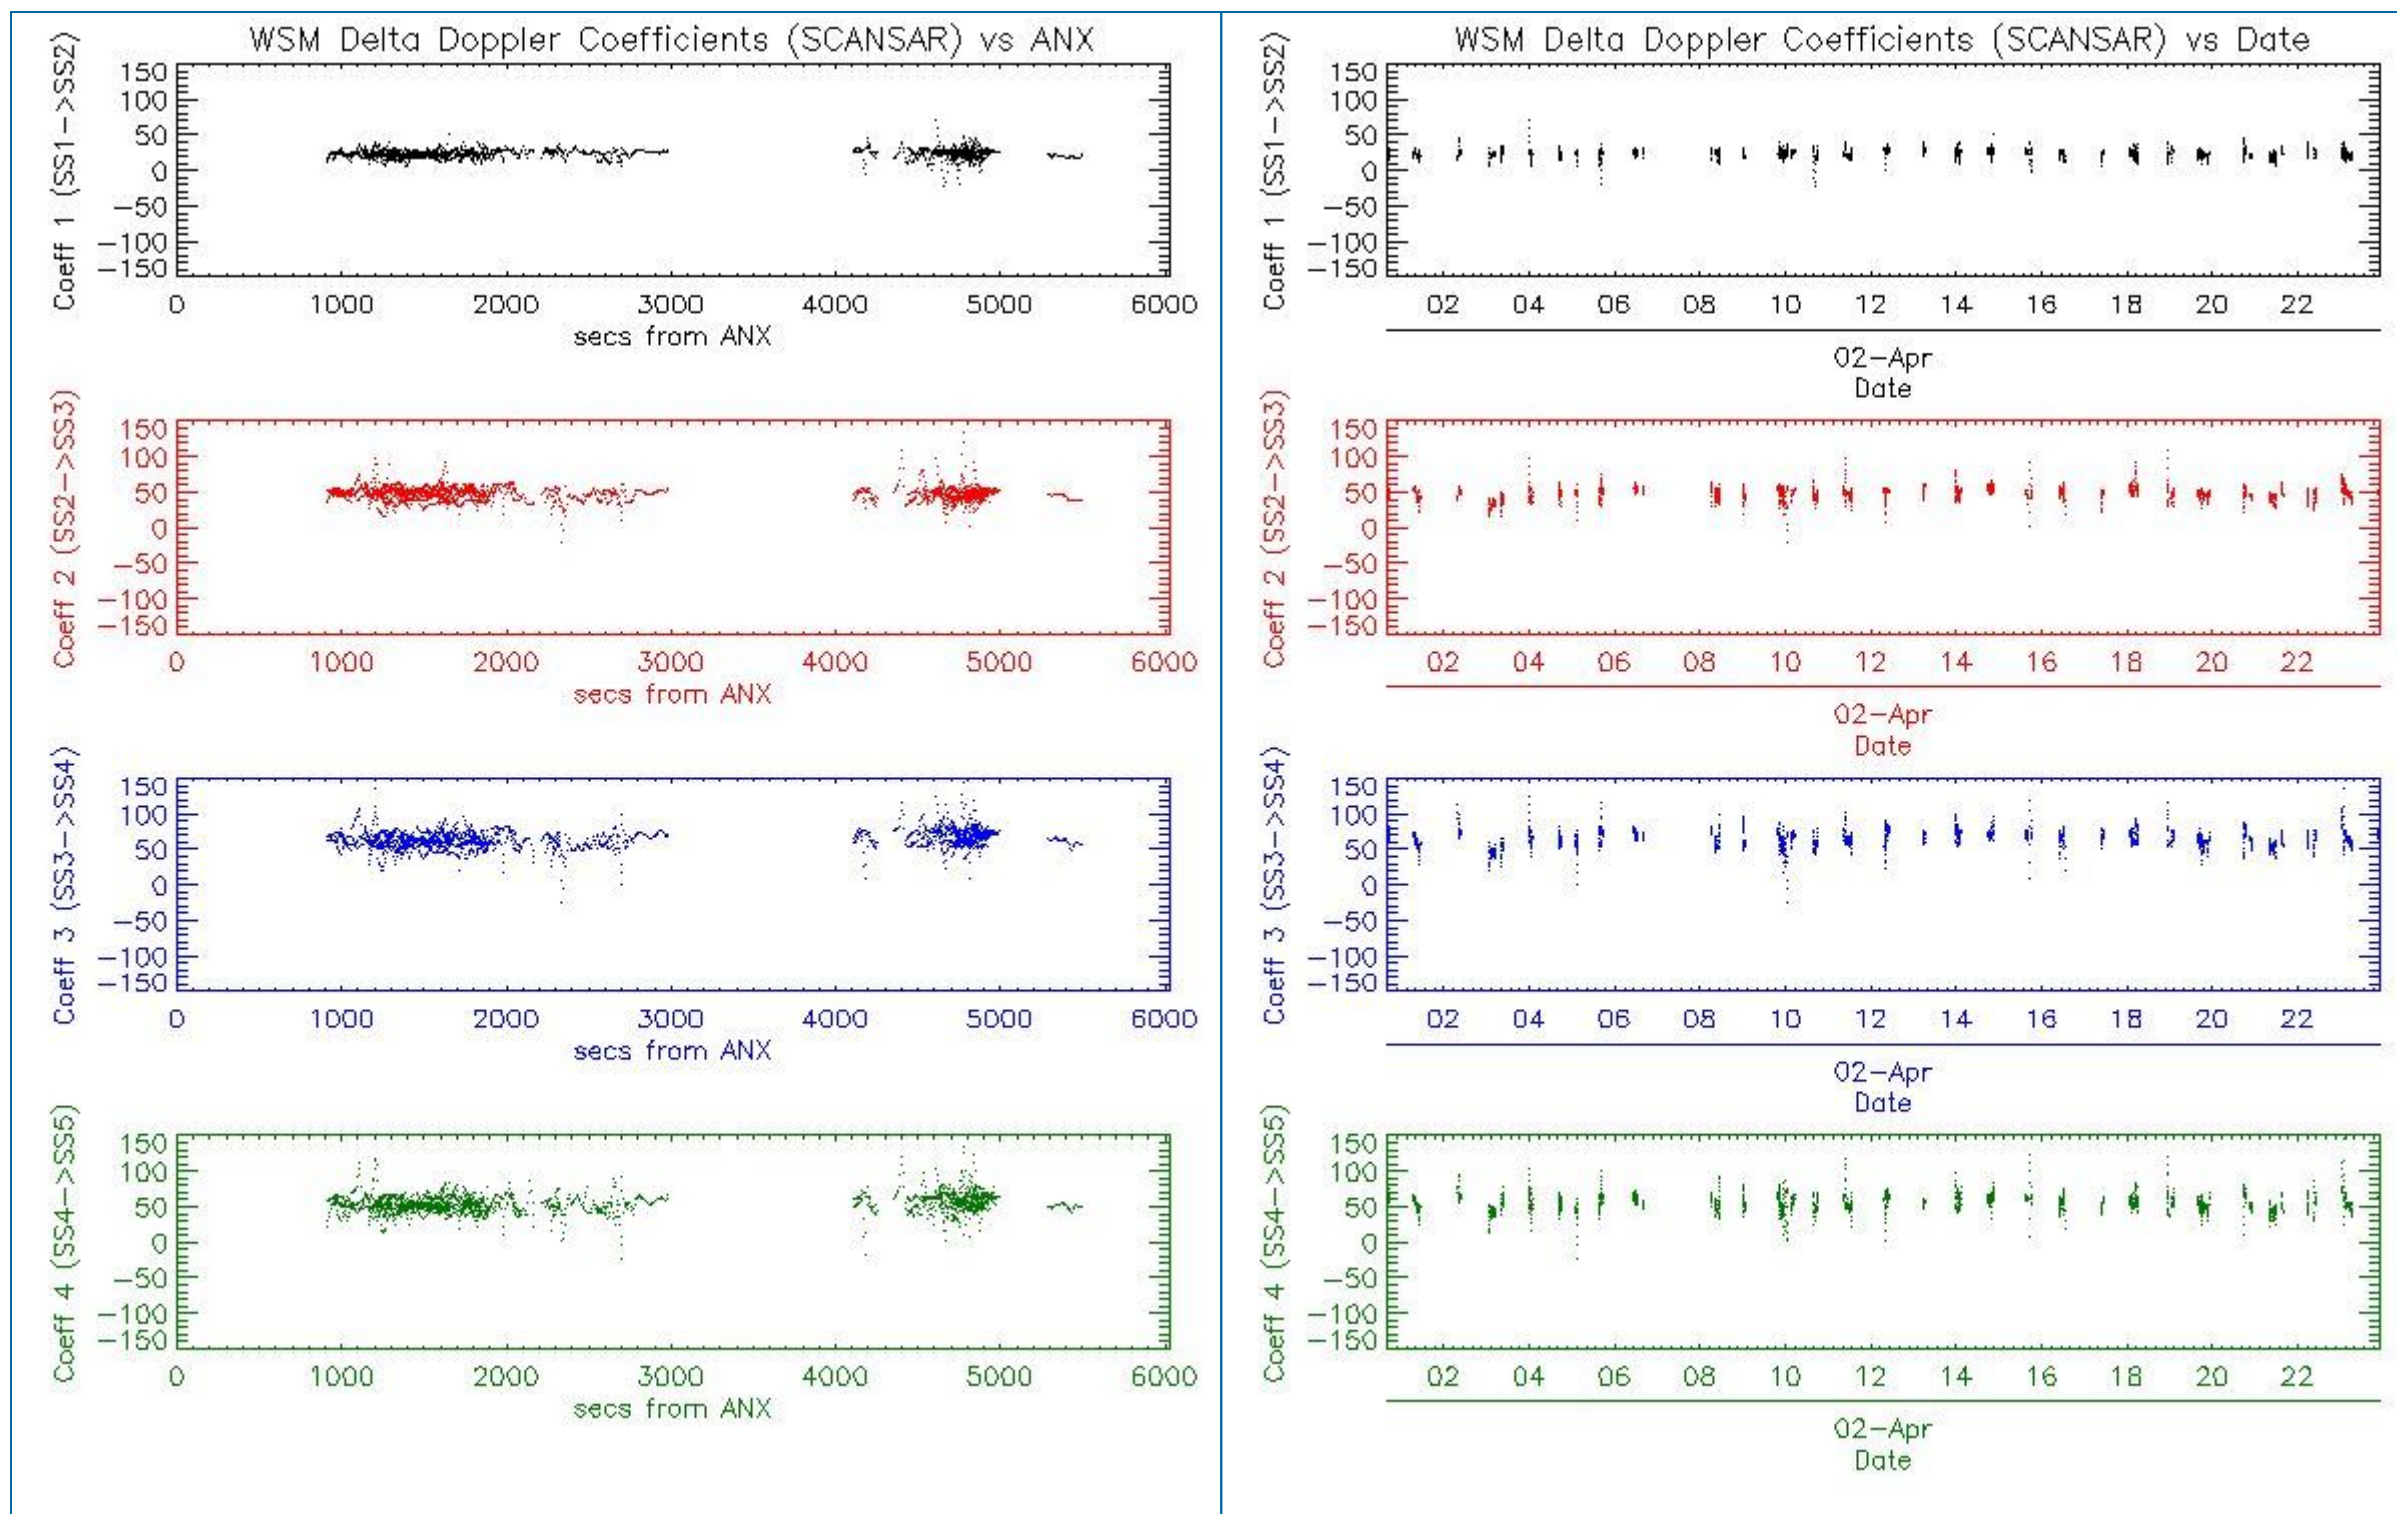 WSM Delta Doppler Coefficients (SCANSAR) vs ANX
Coeff 1 (SS1->SS2)
150
100
50
0
-50
-100
-150
0 1000 2000 3000 4000 5000 6000
secs from ANX
Coeff 2 (SS2->SS3)
150
100
50
0
-50
-100
-150
0 1000 2000 3000 4000 5000 6000
secs from ANX
Coeff 3 (SS3->SS4)
150
100
50
0
-50
-100
-150
0 1000 2000 3000 4000 5000 6000
secs from ANX
Coeff 4 (SS4->SS5)
150
100
50
0
-50
-100
-150
0 1000 2000 3000 4000 5000 6000
secs from ANX
WSM Delta Doppler Coefficients (SCANSAR) vs Date
Coeff 1 (SS1->SS2)
150
100
50
0
-50
-100
-150
02 04 06 08 10 12 14 16 18 20 22
02-Apr
Date
Coeff 2 (SS2->SS3)
150
100
50
0
-50
-100
-150
02 04 06 08 10 12 14 16 18 20 22
02-Apr
Date
Coeff 3 (SS3->SS4)
150
100
50
0
-50
-100
-150
02 04 06 08 10 12 14 16 18 20 22
02-Apr
Date
Coeff 4 (SS4->SS5)
150
100
50
0
-50
-100
-150
02 04 06 08 10 12 14 16 18 20 22
02-Apr
Date